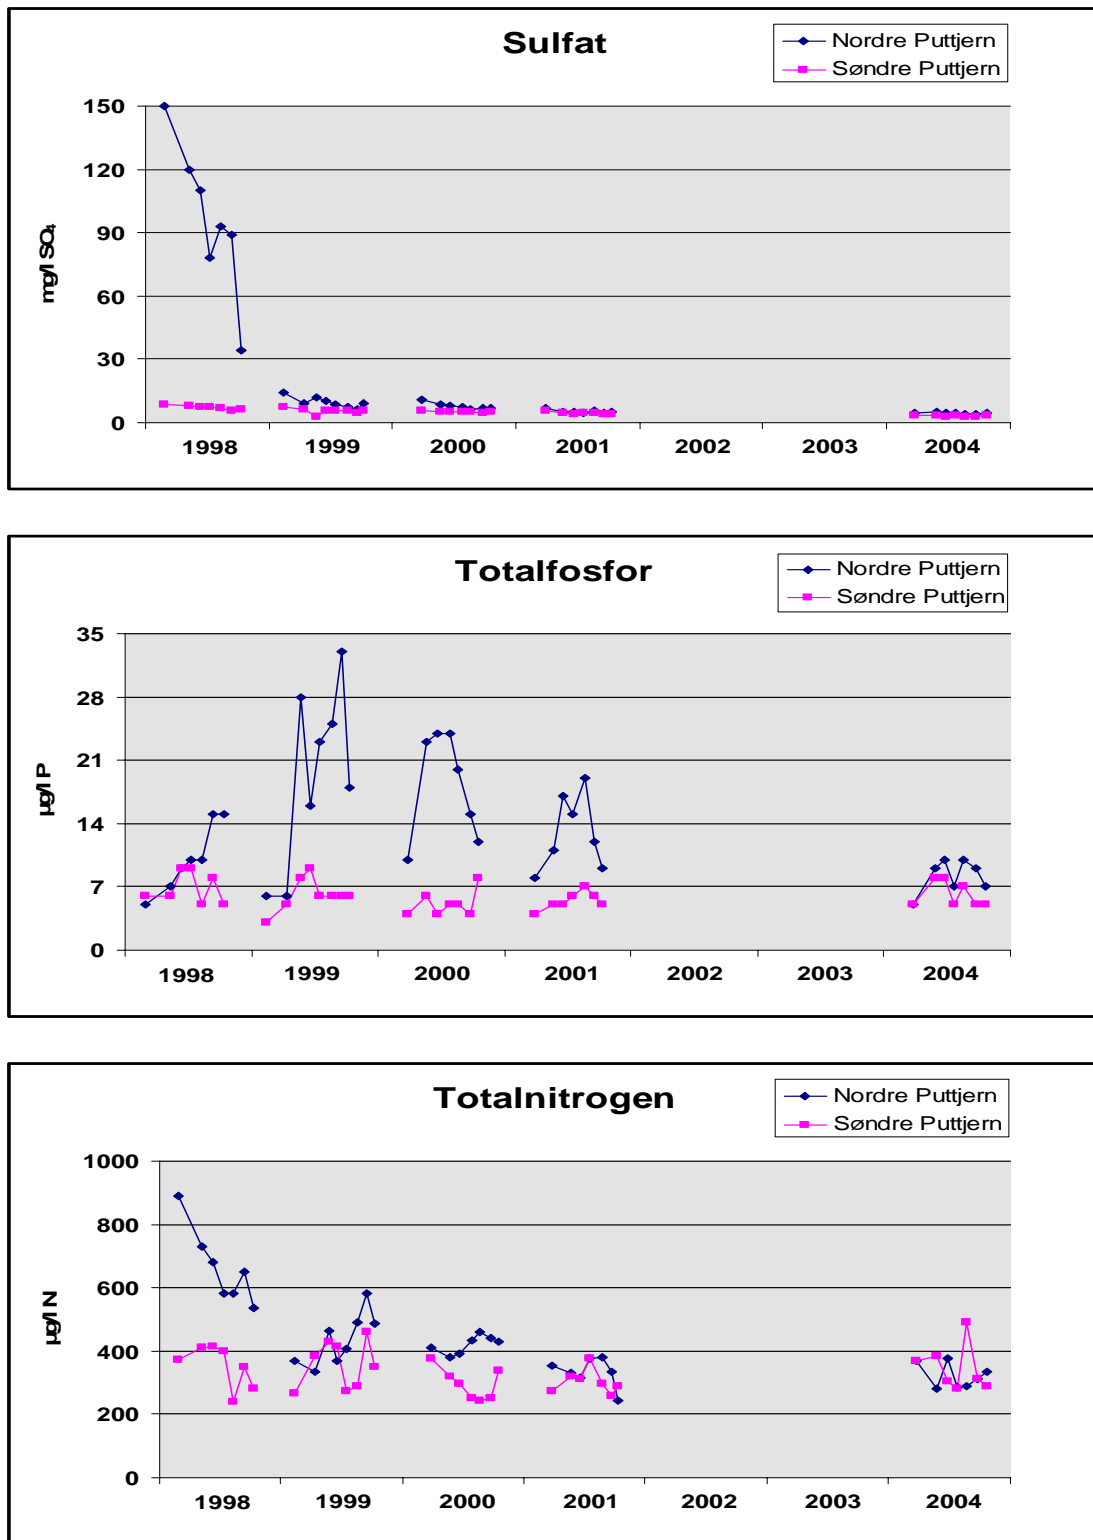 Sulfat
Nordre Puttjern
Søndre Puttjern
150
120
90
60
30
0
mg/l SO₄
1998 1999 2000 2001 2002 2003 2004
Totalfosfor
Nordre Puttjern
Søndre Puttjern
35
28
21
14
7
0
µg/l P
1998 1999 2000 2001 2002 2003 2004
Totalnitrogen
Nordre Puttjern
Søndre Puttjern
1000
800
600
400
200
0
µg/l N
1998 1999 2000 2001 2002 2003 2004